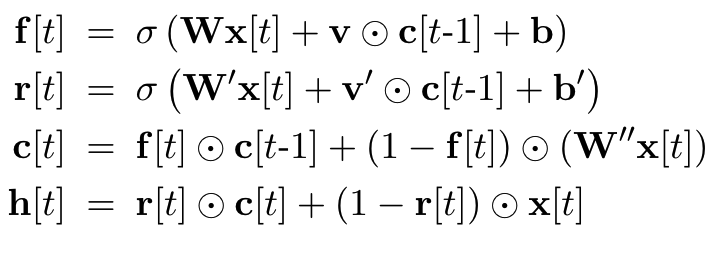 f[t] = σ (Wx[t] + v ⊙ c[t-1] + b)
r[t] = σ (W′x[t] + v′ ⊙ c[t-1] + b′)
c[t] = f[t] ⊙ c[t-1] + (1 − f[t]) ⊙ (W″x[t])
h[t] = r[t] ⊙ c[t] + (1 − r[t]) ⊙ x[t]